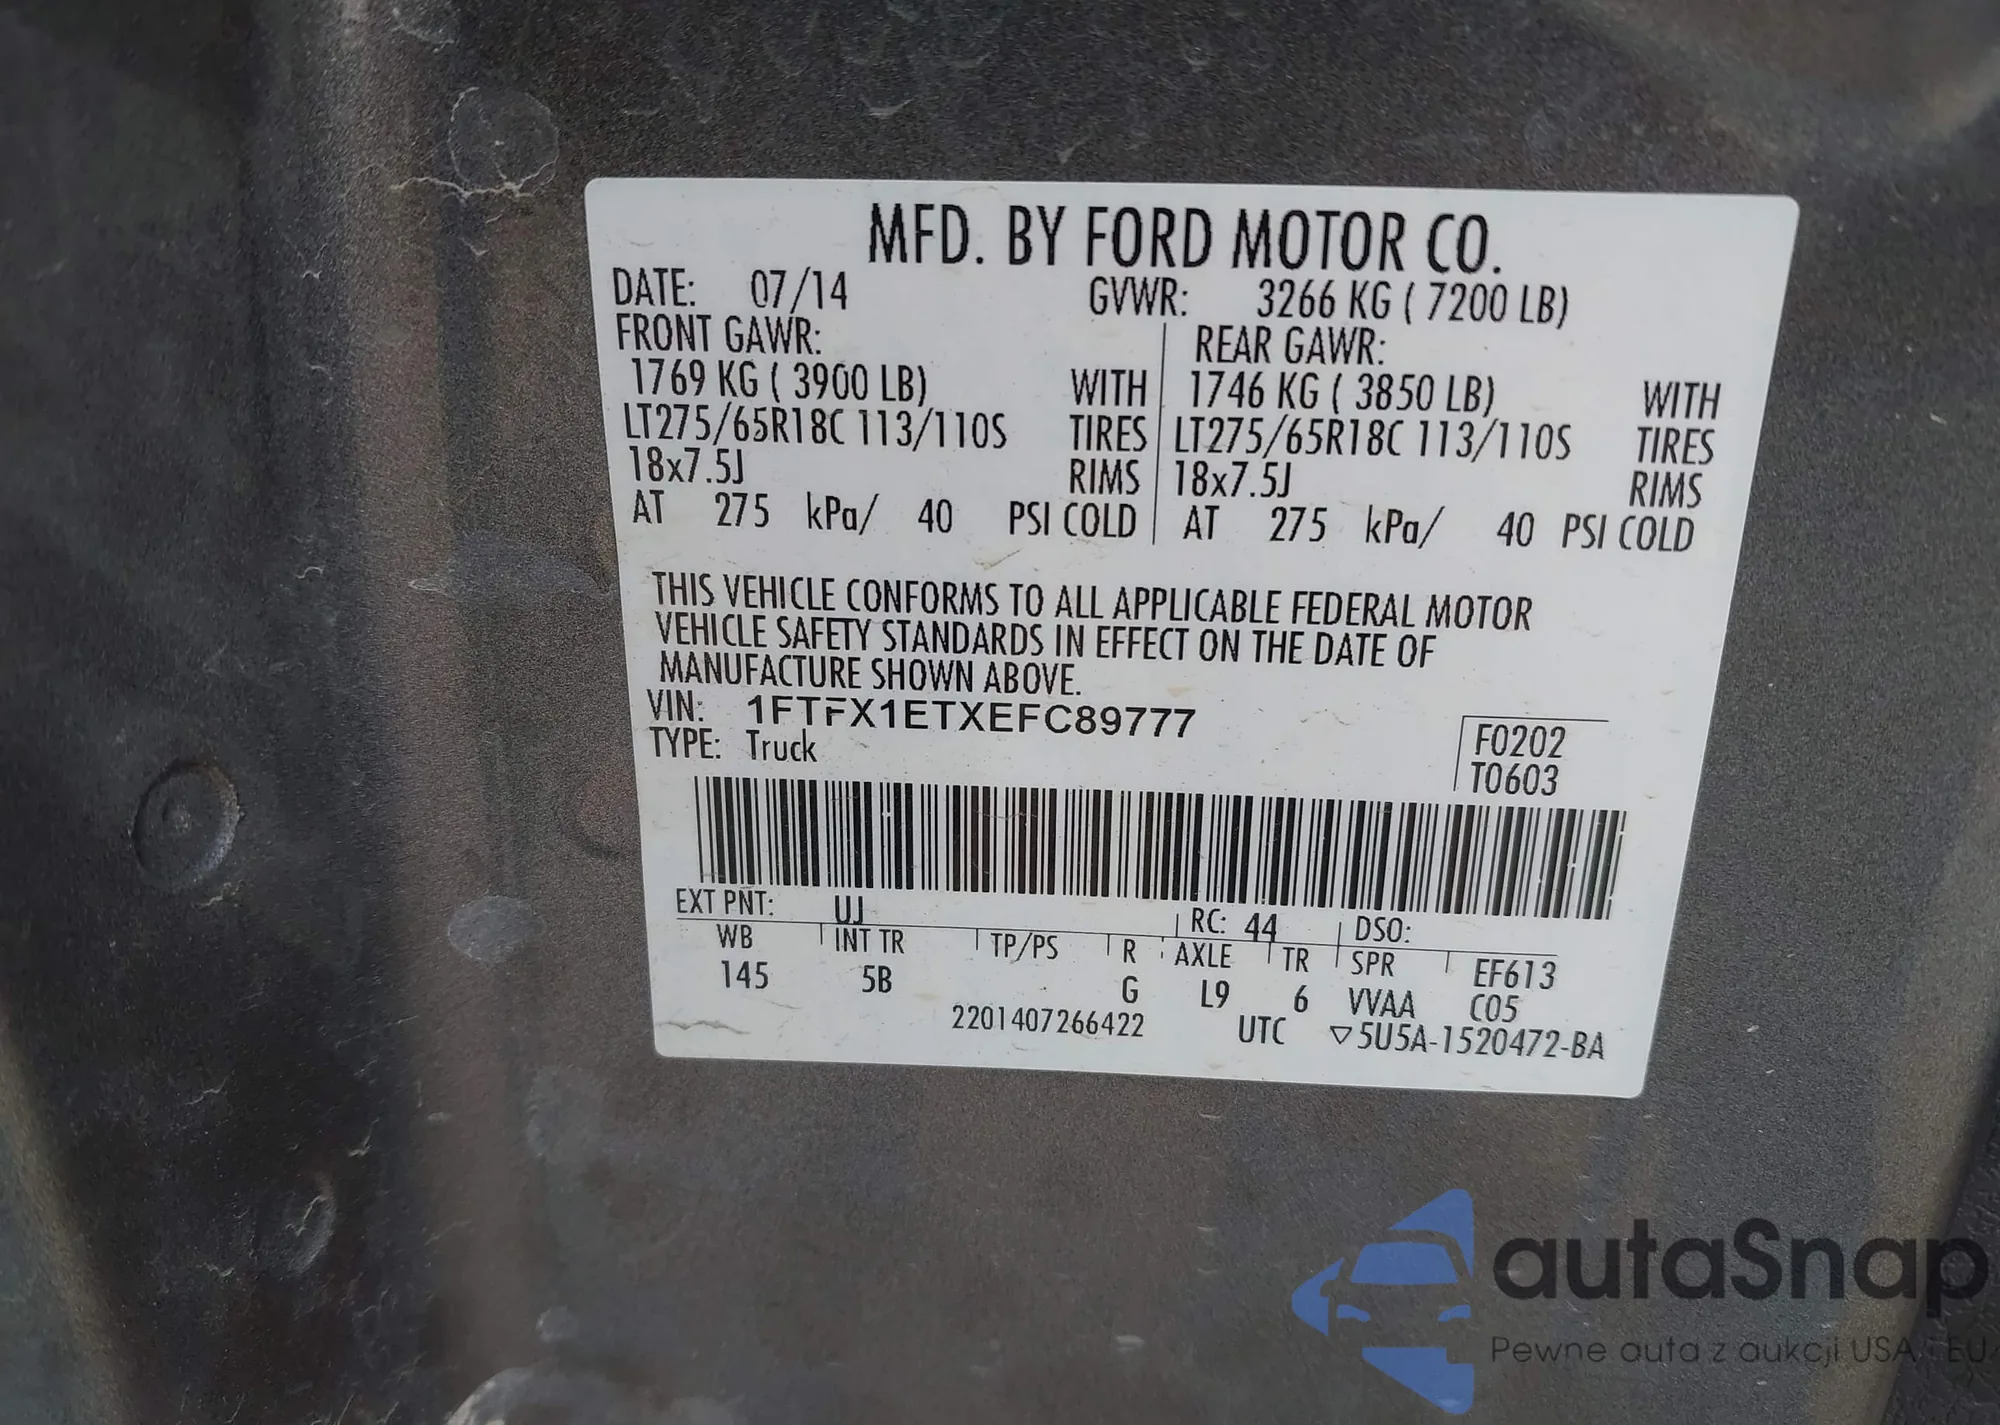 MFD. BY FORD MOTOR CO.
DATE: 07/14 GVWR: 3266 KG ( 7200 LB)
FRONT GAWR: REAR GAWR:
1769 KG ( 3900 LB) WITH 1746 KG ( 3850 LB) WITH
LT275/65R18C 113/110S TIRES LT275/65R18C 113/110S TIRES
18x7.5J RIMS 18x7.5J RIMS
AT 275 kPa/ 40 PSI COLD AT 275 kPa/ 40 PSI COLD
THIS VEHICLE CONFORMS TO ALL APPLICABLE FEDERAL MOTOR
VEHICLE SAFETY STANDARDS IN EFFECT ON THE DATE OF
MANUFACTURE SHOWN ABOVE.
VIN: 1FTFX1ETXEFC89777
TYPE: Truck
F0202
T0603
EXT PNT: UJ RC: 44 DSO:
WB INT TR TP/PS R AXLE TR SPR EF613
145 5B G L9 6 VVAA C05
2201407266422 UTC ▽5U5A-1520472-BA
autaSnap
Pewne auta z aukcji USA i EU